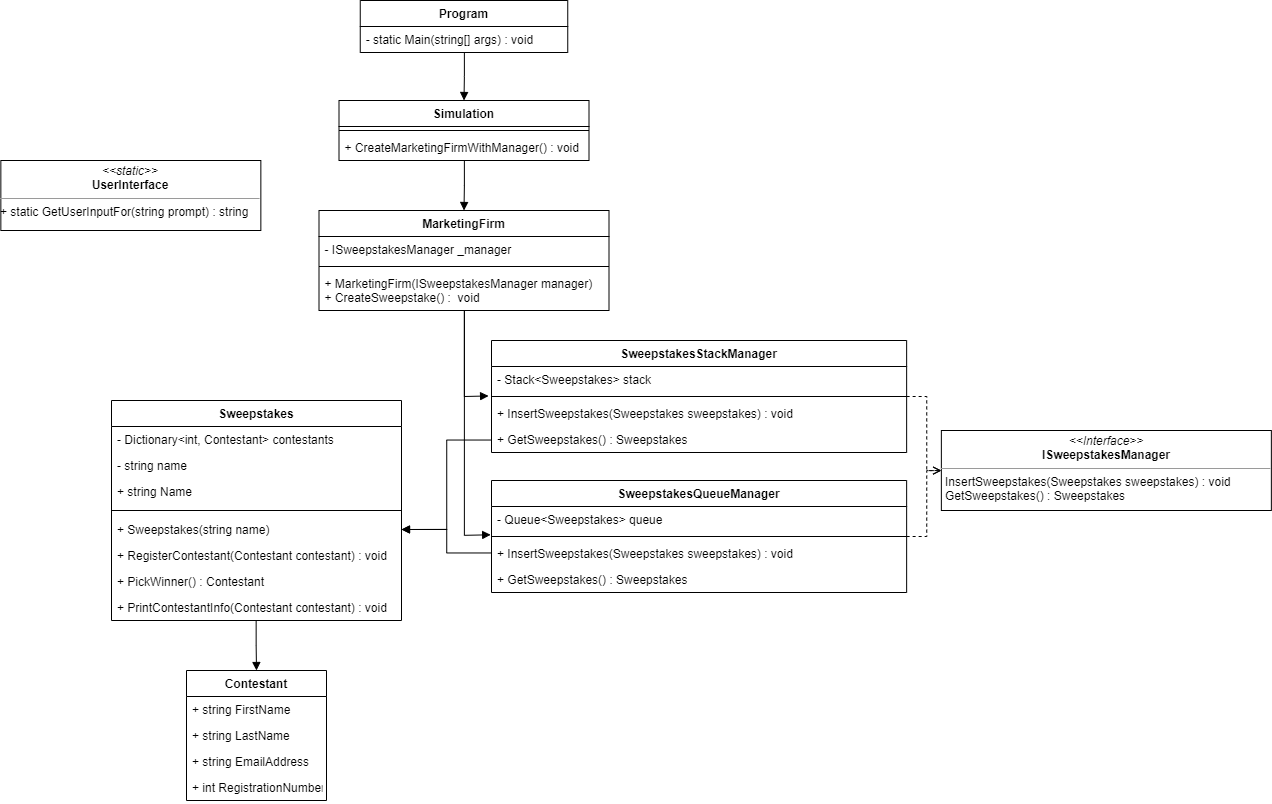 Program
- static Main(string[] args) : void
Simulation
+ CreateMarketingFirmWithManager() : void
<<static>>
UserInterface
+ static GetUserInputFor(string prompt) : string
MarketingFirm
- ISweepstakesManager _manager
+ MarketingFirm(ISweepstakesManager manager)
+ CreateSweepstake() : void
SweepstakesStackManager
- Stack<Sweepstakes> stack
+ InsertSweepstakes(Sweepstakes sweepstakes) : void
+ GetSweepstakes() : Sweepstakes
Sweepstakes
- Dictionary<int, Contestant> contestants
- string name
+ string Name
+ Sweepstakes(string name)
+ RegisterContestant(Contestant contestant) : void
+ PickWinner() : Contestant
+ PrintContestantInfo(Contestant contestant) : void
<<Interface>>
ISweepstakesManager
InsertSweepstakes(Sweepstakes sweepstakes) : void
GetSweepstakes() : Sweepstakes
SweepstakesQueueManager
- Queue<Sweepstakes> queue
+ InsertSweepstakes(Sweepstakes sweepstakes) : void
+ GetSweepstakes() : Sweepstakes
Contestant
+ string FirstName
+ string LastName
+ string EmailAddress
+ int RegistrationNumber